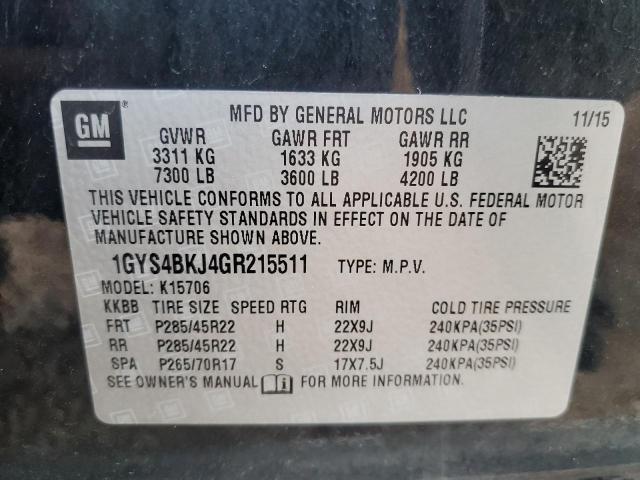 GM ® MFD BY GENERAL MOTORS LLC 11/15
GVWR GAWR FRT GAWR RR
3311 KG 1633 KG 1905 KG
7300 LB 3600 LB 4200 LB
THIS VEHICLE CONFORMS TO ALL APPLICABLE U.S. FEDERAL MOTOR
VEHICLE SAFETY STANDARDS IN EFFECT ON THE DATE OF
MANUFACTURE SHOWN ABOVE.
1GYS4BKJ4GR215511 TYPE: M.P.V.
MODEL: K15706
KKBB TIRE SIZE SPEED RTG RIM COLD TIRE PRESSURE
FRT P285/45R22 H 22X9J 240KPA(35PSI)
RR P285/45R22 H 22X9J 240KPA(35PSI)
SPA P265/70R17 S 17X7.5J 240KPA(35PSI)
SEE OWNER'S MANUAL i FOR MORE INFORMATION.